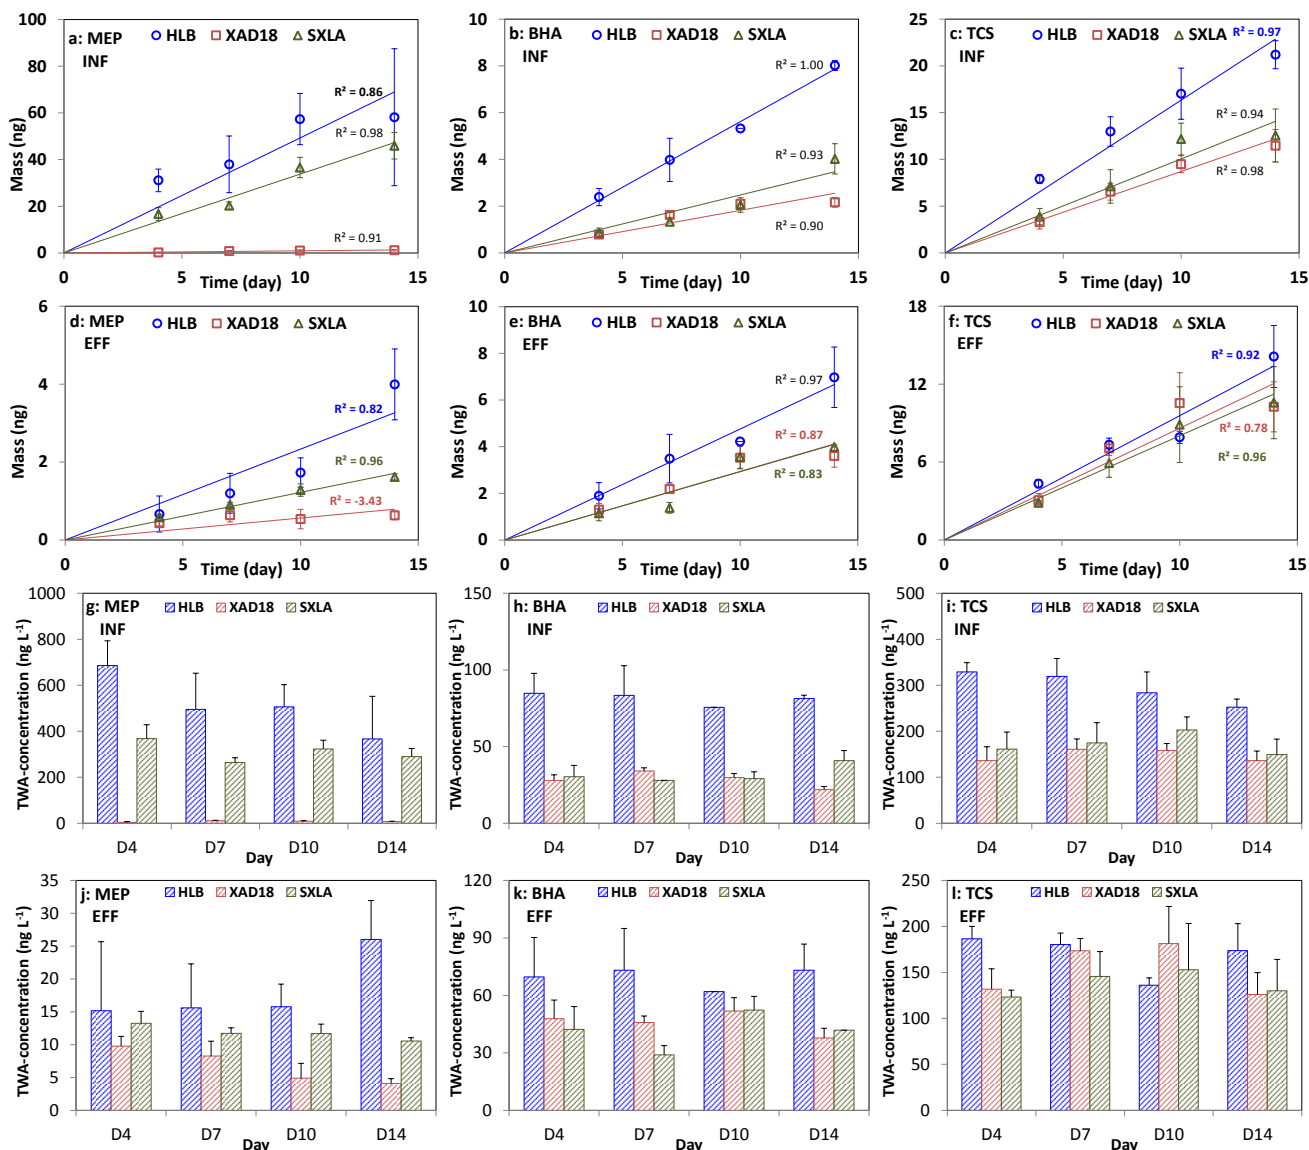 a: MEP HLB XAD18 SXLA
INF
R² = 0.86
R² = 0.98
R² = 0.91
Mass (ng)
100
80
60
40
20
0
0 5 10 15
Time (day)
b: BHA HLB XAD18 SXLA
INF
R² = 1.00
R² = 0.93
R² = 0.90
Mass (ng)
10
8
6
4
2
0
0 5 10 15
Time (day)
c: TCS HLB XAD18 SXLA
INF
R² = 0.97
R² = 0.94
R² = 0.98
Mass (ng)
25
20
15
10
5
0
0 5 10 15
Time (day)
d: MEP HLB XAD18 SXLA
EFF
R² = 0.82
R² = 0.96
R² = -3.43
Mass (ng)
6
4
2
0
0 5 10 15
Time (day)
e: BHA HLB XAD18 SXLA
EFF
R² = 0.97
R² = 0.87
R² = 0.83
Mass (ng)
10
8
6
4
2
0
0 5 10 15
Time (day)
f: TCS HLB XAD18 SXLA
EFF
R² = 0.92
R² = 0.78
R² = 0.96
Mass (ng)
18
12
6
0
0 5 10 15
Time (day)
g: MEP HLB XAD18 SXLA
INF
TWA-concentration (ng L⁻¹)
1000
800
600
400
200
0
D4 D7 D10 D14
Day
h: BHA HLB XAD18 SXLA
INF
TWA-concentration (ng L⁻¹)
150
100
50
0
D4 D7 D10 D14
Day
i: TCS HLB XAD18 SXLA
INF
TWA-concentration (ng L⁻¹)
500
400
300
200
100
0
D4 D7 D10 D14
Day
j: MEP HLB XAD18 SXLA
EFF
TWA-concentration (ng L⁻¹)
35
30
25
20
15
10
5
0
D4 D7 D10 D14
Day
k: BHA HLB XAD18 SXLA
EFF
TWA-concentration (ng L⁻¹)
120
90
60
30
0
D4 D7 D10 D14
Day
l: TCS HLB XAD18 SXLA
EFF
TWA-concentration (ng L⁻¹)
250
200
150
100
50
0
D4 D7 D10 D14
Day